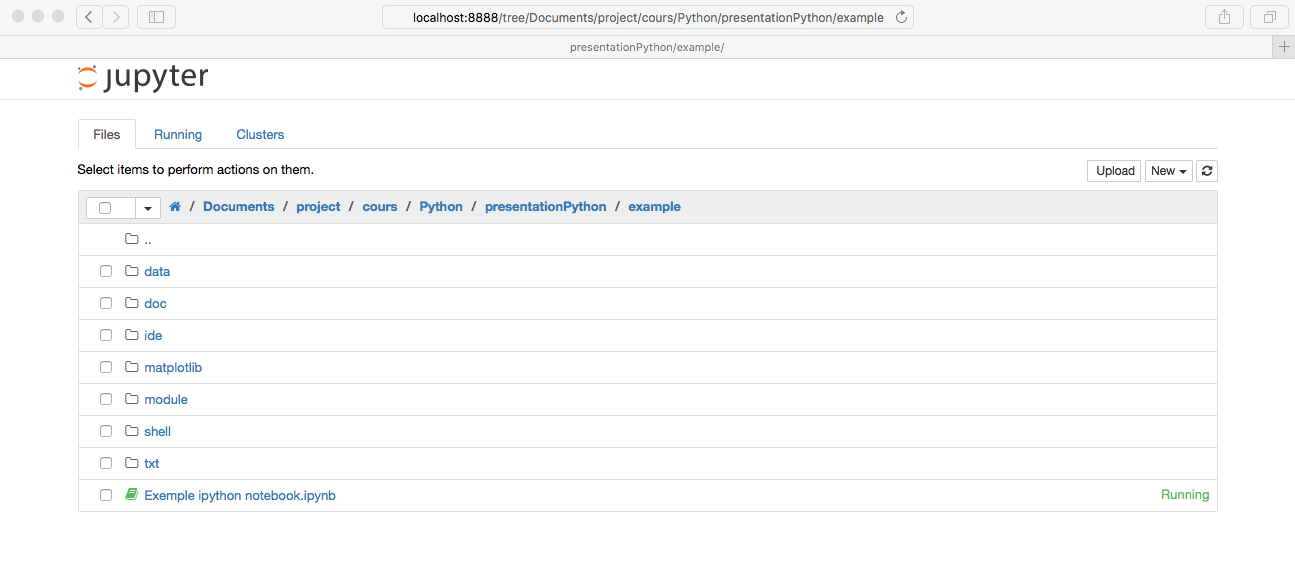 localhost:8888/tree/Documents/project/cours/Python/presentationPython/example
presentationPython/example/
jupyter
Files Running Clusters
Select items to perform actions on them. Upload New
/ Documents / project / cours / Python / presentationPython / example
..
data
doc
ide
matplotlib
module
shell
txt
Exemple ipython notebook.ipynb Running